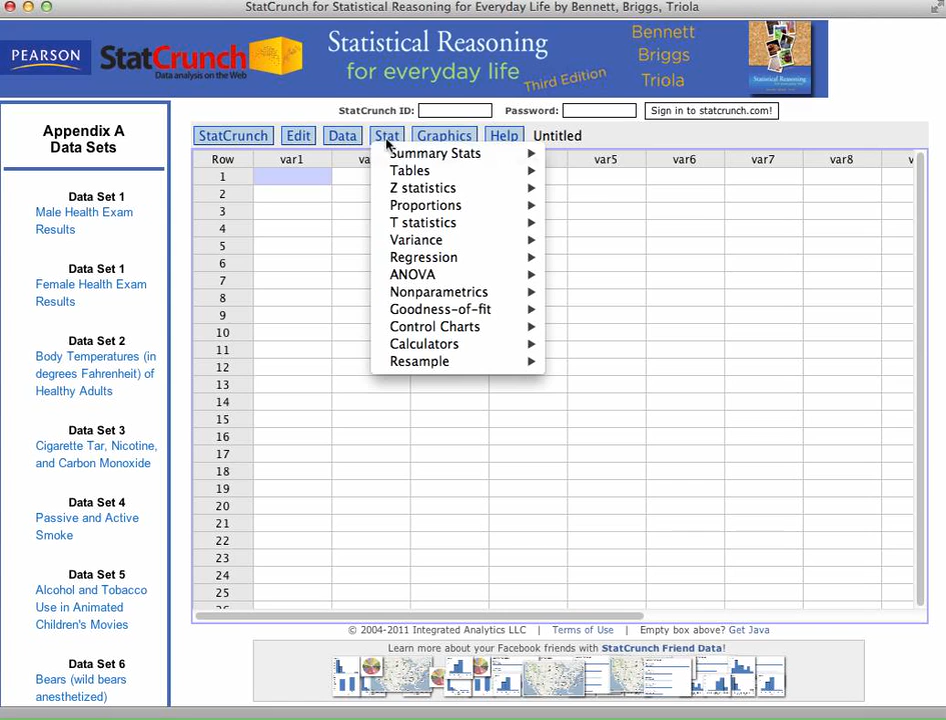 StatCrunch for Statistical Reasoning for Everyday Life by Bennett, Briggs, Triola
PEARSON
StatCrunch
Data analysis on the Web
Statistical Reasoning
for everyday life
Third Edition
Bennett
Briggs
Triola
Statistical Reasoning
StatCrunch ID:
Password:
Sign in to statcrunch.com!
StatCrunch Edit Data Stat Graphics Help Untitled
Appendix A
Data Sets
Data Set 1
Male Health Exam
Results
Data Set 1
Female Health Exam
Results
Data Set 2
Body Temperatures (in
degrees Fahrenheit) of
Healthy Adults
Data Set 3
Cigarette Tar, Nicotine,
and Carbon Monoxide
Data Set 4
Passive and Active
Smoke
Data Set 5
Alcohol and Tobacco
Use in Animated
Children's Movies
Data Set 6
Bears (wild bears
anesthetized)
Row var1 va var5 var6 var7 var8 v
1
2
3
4
5
6
7
8
9
10
11
12
13
14
15
16
17
18
19
20
21
22
23
24
25
26
Summary Stats
Tables
Z statistics
Proportions
T statistics
Variance
Regression
ANOVA
Nonparametrics
Goodness-of-fit
Control Charts
Calculators
Resample
© 2004-2011 Integrated Analytics LLC | Terms of Use | Empty box above? Get Java
Learn more about your Facebook friends with StatCrunch Friend Data!